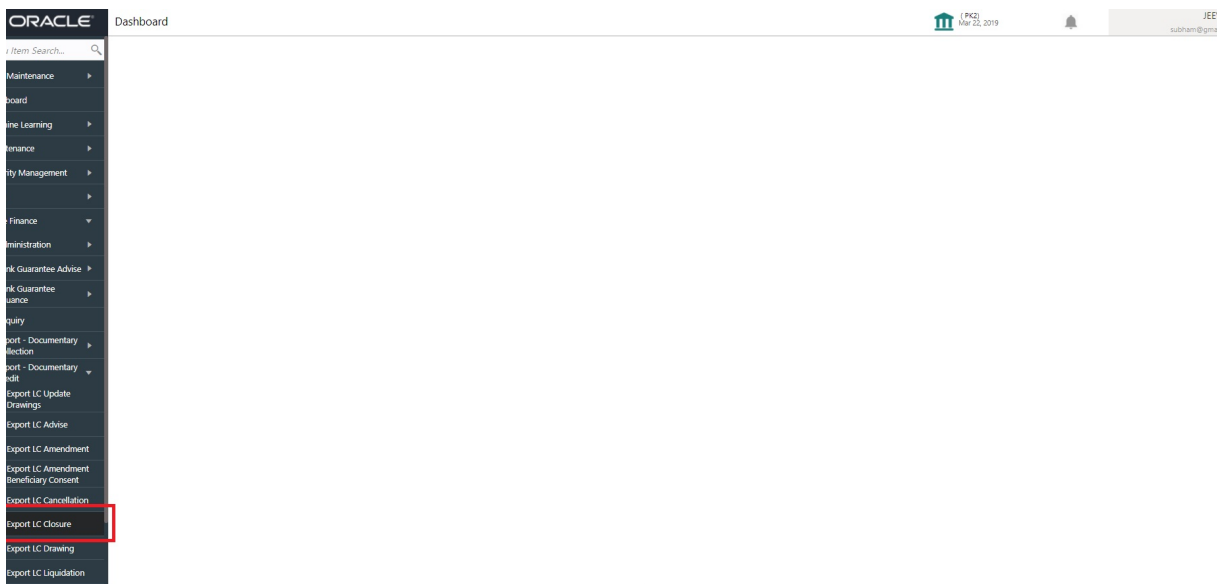 ORACLE
Dashboard
( PK2)
Mar 22, 2019
JEE
subham@gma
Item Search...
Maintenance
board
ine Learning
tenance
rity Management
Finance
ministration
nk Guarantee Advise
nk Guarantee
uance
quiry
port - Documentary
llection
port - Documentary
edit
Export LC Update
Drawings
Export LC Advise
Export LC Amendment
Export LC Amendment
Beneficiary Consent
Export LC Cancellation
Export LC Closure
Export LC Drawing
Export LC Liquidation